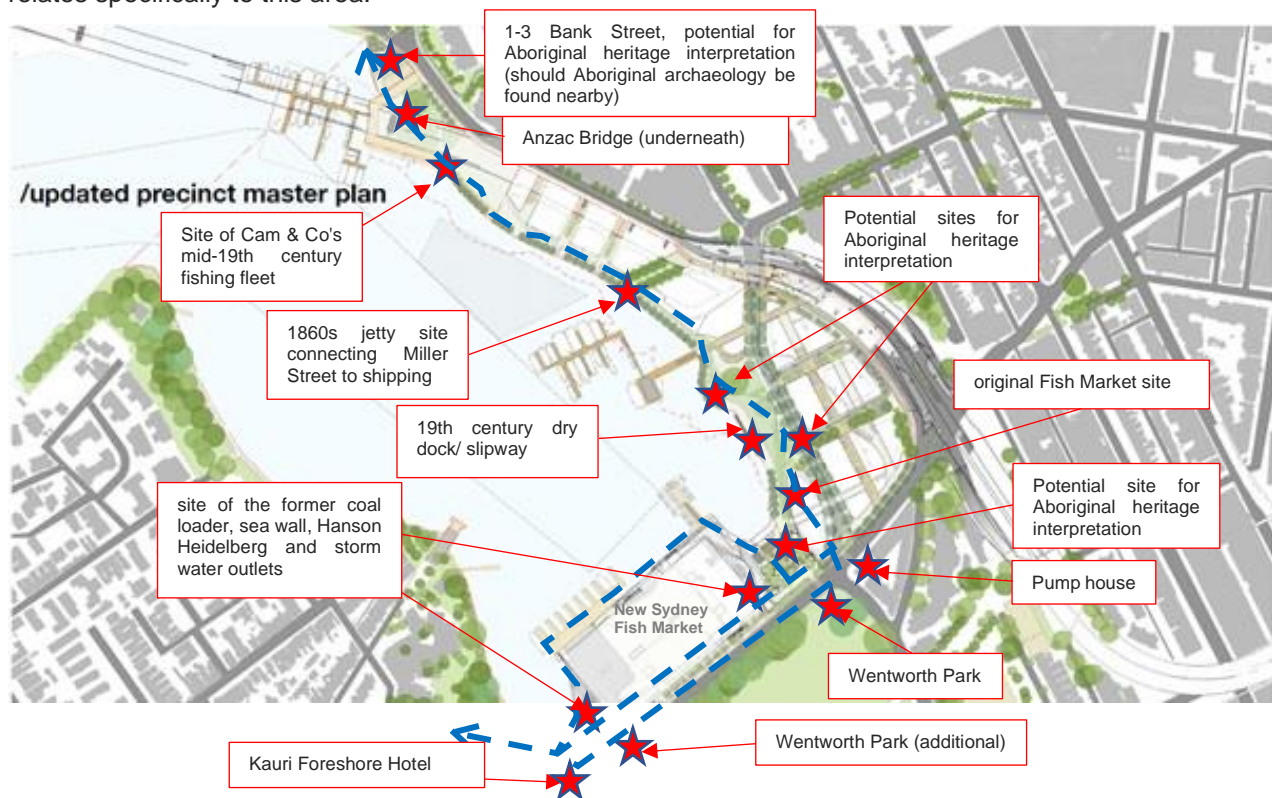 relates specifically to this area.
1-3 Bank Street, potential for
Aboriginal heritage interpretation
(should Aboriginal archaeology be
found nearby)
Anzac Bridge (underneath)
/updated precinct master plan
Site of Cam & Co's
mid-19th century
fishing fleet
Potential sites for
Aboriginal heritage
interpretation
1860s jetty site
connecting Miller
Street to shipping
original Fish Market site
19th century dry
dock/ slipway
site of the former coal
loader, sea wall, Hanson
Heidelberg and storm
water outlets
Potential site for
Aboriginal heritage
interpretation
Pump house
New Sydney
Fish Market
Wentworth Park
Wentworth Park (additional)
Kauri Foreshore Hotel